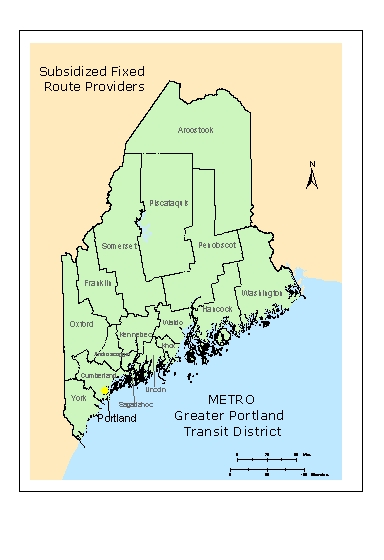 Subsidized Fixed
Route Providers
Aroostook
N
Piscataquis
Somerset
Penobscot
Franklin
Washington
Hancock
Oxford
Waldo
Kennebec
Knox
Cumberland
Lincoln
York
Sagadahoc
Portland
METRO
Greater Portland
Transit District